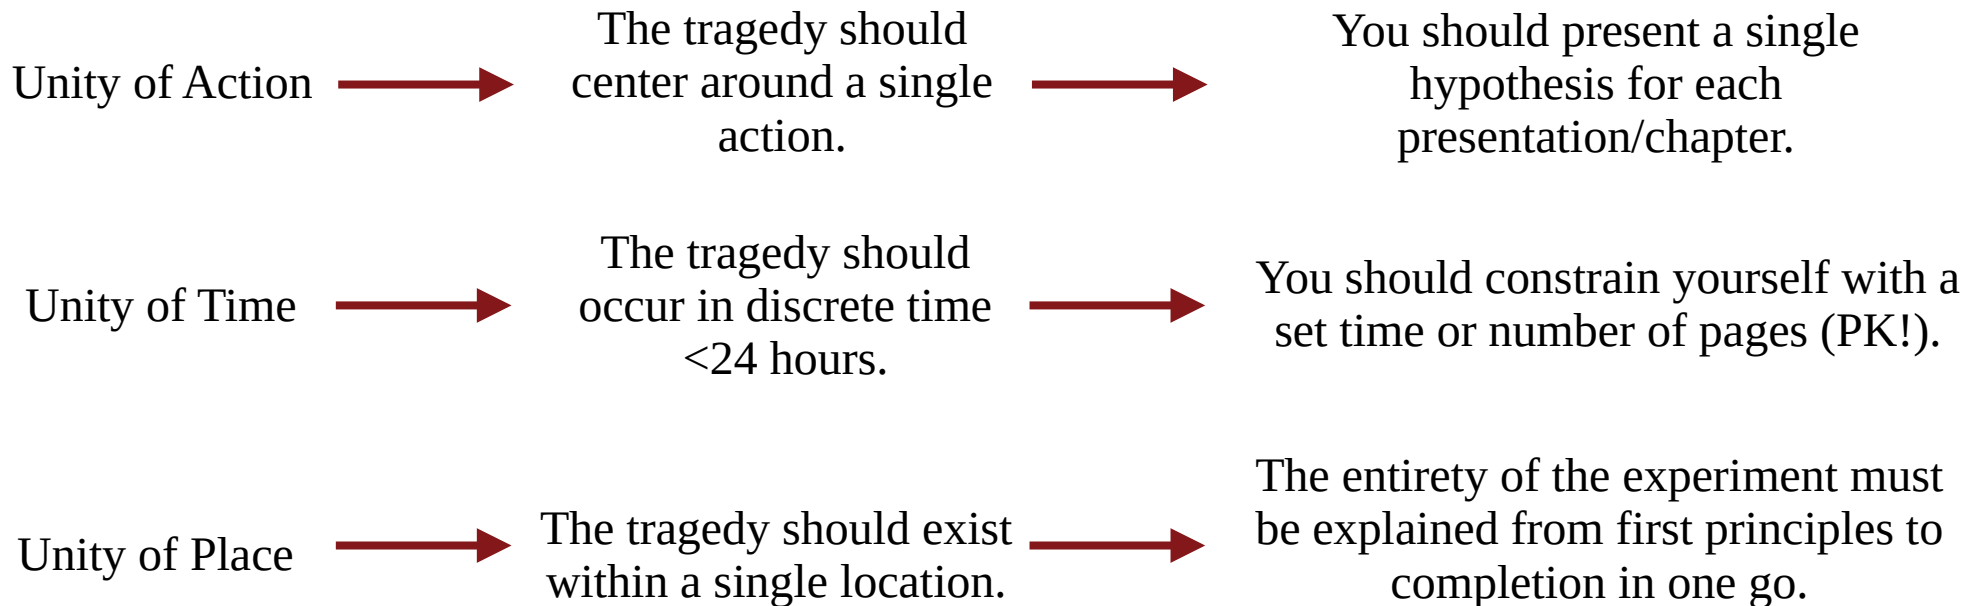 Unity of Action
The tragedy should
center around a single
action.
You should present a single
hypothesis for each
presentation/chapter.
Unity of Time
The tragedy should
occur in discrete time
<24 hours.
You should constrain yourself with a
set time or number of pages (PK!).
Unity of Place
The tragedy should exist
within a single location.
The entirety of the experiment must
be explained from first principles to
completion in one go.